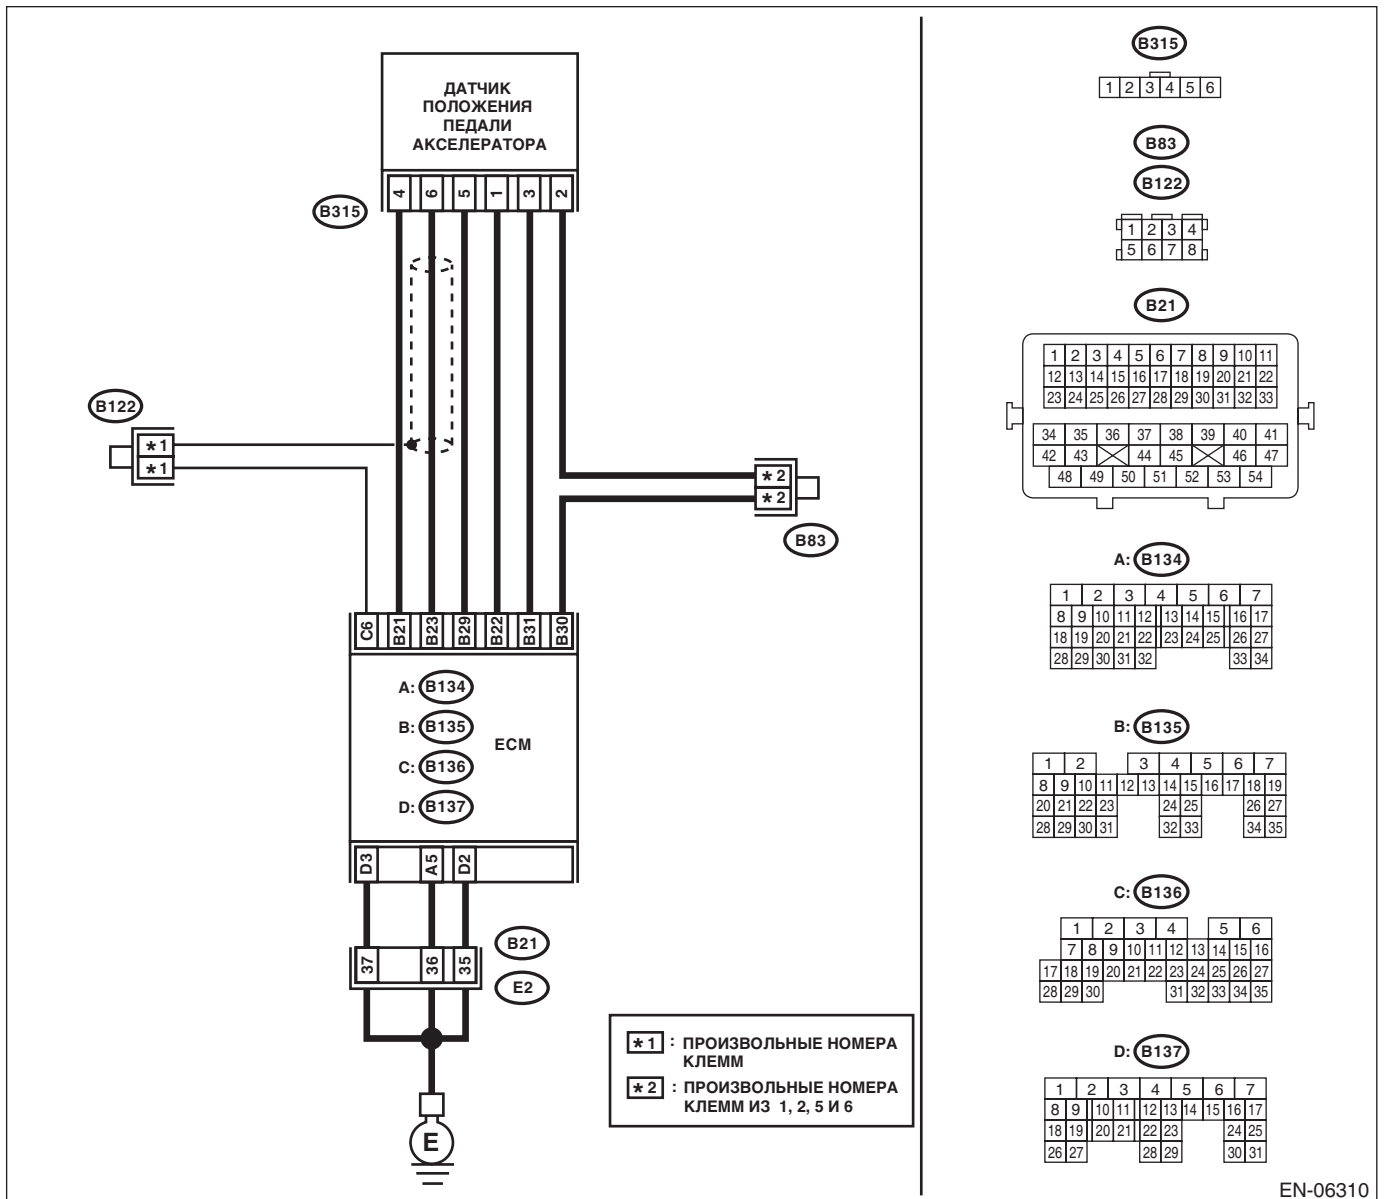 ДАТЧИК
ПОЛОЖЕНИЯ
ПЕДАЛИ
АКСЕЛЕРАТОРА
B315
4 6 5 1 3 2
B122
*1
*1
*2
*2
B83
C6 B21 B23 B29 B22 B31 B30
A: B134
B: B135
C: B136
D: B137
ECM
D3 A5 D2
B21
37 36 35
E2
E
*1 : ПРОИЗВОЛЬНЫЕ НОМЕРА
КЛЕММ
*2 : ПРОИЗВОЛЬНЫЕ НОМЕРА
КЛЕММ ИЗ 1, 2, 5 И 6
B315
1 2 3 4 5 6
B83
B122
1 2 3 4
5 6 7 8
B21
1 2 3 4 5 6 7 8 9 10 11
12 13 14 15 16 17 18 19 20 21 22
23 24 25 26 27 28 29 30 31 32 33
34 35 36 37 38 39 40 41
42 43 44 45 46 47
48 49 50 51 52 53 54
A: B134
1 2 3 4 5 6 7
8 9 10 11 12 13 14 15 16 17
18 19 20 21 22 23 24 25 26 27
28 29 30 31 32 33 34
B: B135
1 2 3 4 5 6 7
8 9 10 11 12 13 14 15 16 17 18 19
20 21 22 23 24 25 26 27
28 29 30 31 32 33 34 35
C: B136
1 2 3 4 5 6
7 8 9 10 11 12 13 14 15 16
17 18 19 20 21 22 23 24 25 26 27
28 29 30 31 32 33 34 35
D: B137
1 2 3 4 5 6 7
8 9 10 11 12 13 14 15 16 17
18 19 20 21 22 23 24 25
26 27 28 29 30 31
EN-06310